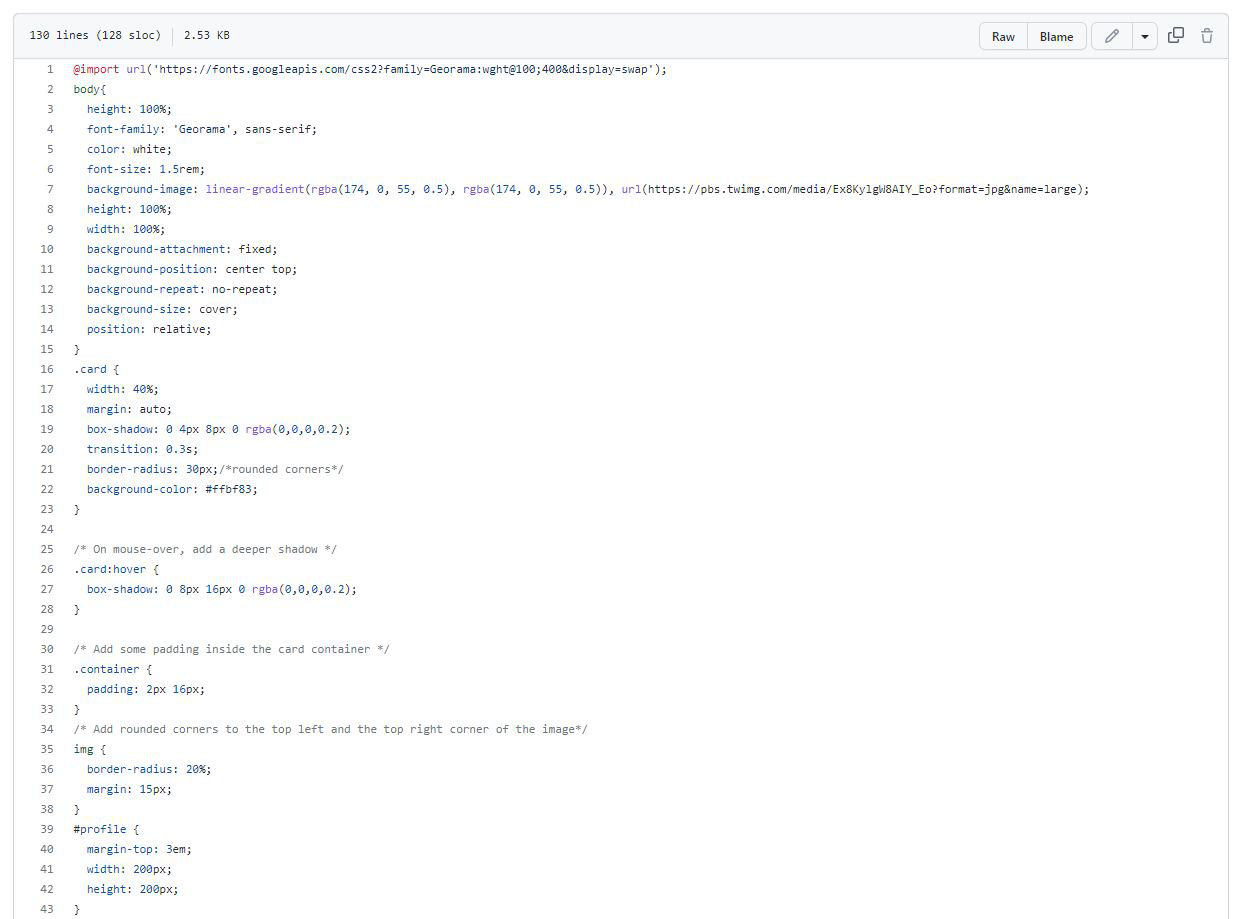 130 lines (128 sloc) 2.53 KB Raw Blame
1 @import url('https://fonts.googleapis.com/css2?family=Georama:wght@100;400&display=swap');
2 body{
3   height: 100%;
4   font-family: 'Georama', sans-serif;
5   color: white;
6   font-size: 1.5rem;
7   background-image: linear-gradient(rgba(174, 0, 55, 0.5), rgba(174, 0, 55, 0.5)), url(https://pbs.twimg.com/media/Ex8KylgW8AIY_Eo?format=jpg&name=large);
8   height: 100%;
9   width: 100%;
10   background-attachment: fixed;
11   background-position: center top;
12   background-repeat: no-repeat;
13   background-size: cover;
14   position: relative;
15 }
16 .card {
17   width: 40%;
18   margin: auto;
19   box-shadow: 0 4px 8px 0 rgba(0,0,0,0.2);
20   transition: 0.3s;
21   border-radius: 30px;/*rounded corners*/
22   background-color: #ffbf83;
23 }
24
25 /* On mouse-over, add a deeper shadow */
26 .card:hover {
27   box-shadow: 0 8px 16px 0 rgba(0,0,0,0.2);
28 }
29
30 /* Add some padding inside the card container */
31 .container {
32   padding: 2px 16px;
33 }
34 /* Add rounded corners to the top left and the top right corner of the image*/
35 img {
36   border-radius: 20%;
37   margin: 15px;
38 }
39 #profile {
40   margin-top: 3em;
41   width: 200px;
42   height: 200px;
43 }